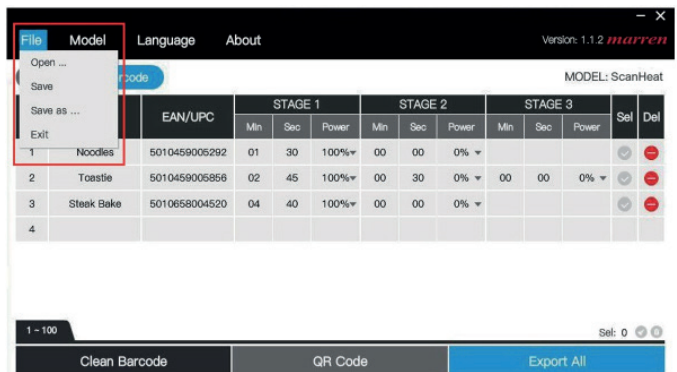 File Model Language About Version: 1.1.2 marren
Open ...
code MODEL: ScanHeat
Save
Save as ... EAN/UPC STAGE 1 STAGE 2 STAGE 3 Sel Del
Exit Min Sec Power Min Sec Power Min Sec Power
1 Noodles 5010459005292 01 30 100% 00 00 0%
2 Toastie 5010459005856 02 45 100% 00 30 0% 00 00 0%
3 Steak Bake 5010658004520 04 40 100% 00 00 0%
4
1 ~ 100 Sel: 0
Clean Barcode QR Code Export All